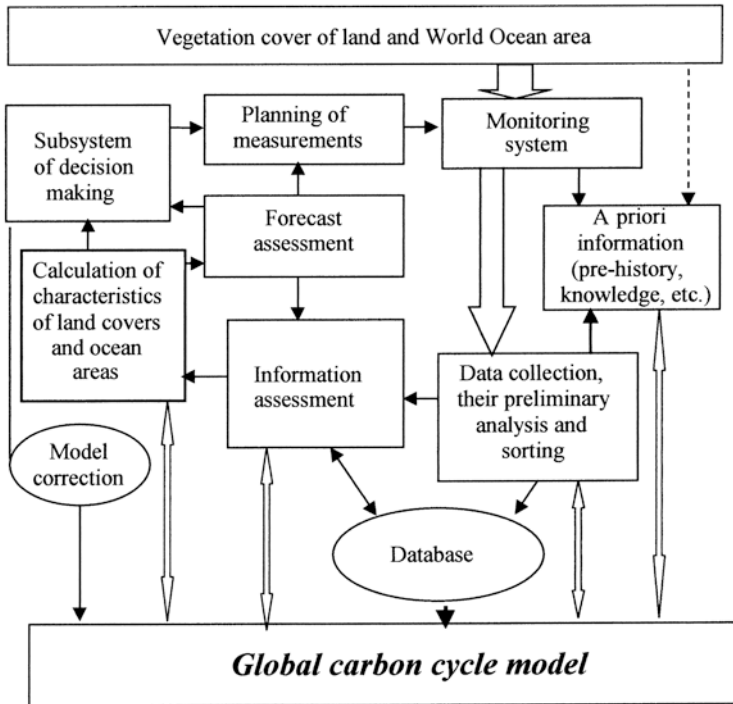 Vegetation cover of land and World Ocean area
Subsystem
of decision
making
Planning of
measurements
Monitoring
system
Forecast
assessment
A priori
information
(pre-history,
knowledge, etc.)
Calculation of
characteristics
of land covers
and ocean
areas
Information
assessment
Data collection,
their preliminary
analysis and
sorting
Model
correction
Database
Global carbon cycle model